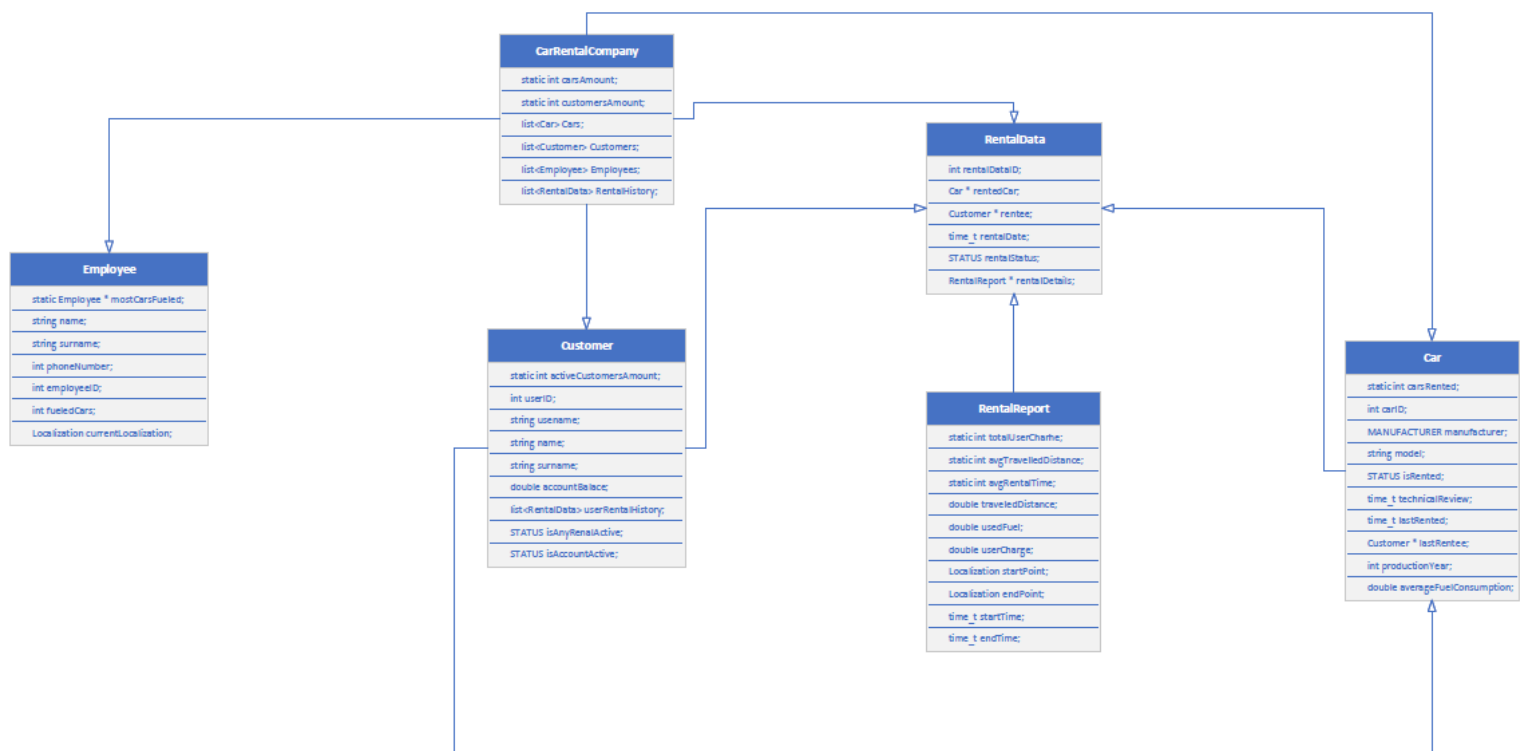 CarRentalCompany
static int carsAmount;
static int customersAmount;
list<Car> Cars;
list<Customer> Customers;
list<Employee> Employees;
list<RentalData> RentalHistory;
RentalData
int rentalDataID;
Car * rentedCar;
Customer * rentee;
time_t rentalDate;
STATUS rentalStatus;
RentalReport * rentalDetails;
Employee
static Employee * mostCarsFueled;
string name;
string surname;
int phoneNumber;
int employeeID;
int fueledCars;
Localization currentLocalization;
Customer
static int activeCustomersAmount;
int userID;
string usename;
string name;
string surname;
double accountBalace;
list<RentalData> userRentalHistory;
STATUS isAnyRenalActive;
STATUS isAccountActive;
RentalReport
static int totalUserCharhe;
static int avgTravelledDistance;
static int avgRentalTime;
double traveledDistance;
double usedFuel;
double userCharge;
Localization startPoint;
Localization endPoint;
time_t startTime;
time_t endTime;
Car
static int carsRented;
int carID;
MANUFACTURER manufacturer;
string model;
STATUS isRented;
time_t technicalReview;
time_t lastRented;
Customer * lastRentee;
int productionYear;
double averageFuelConsumption;